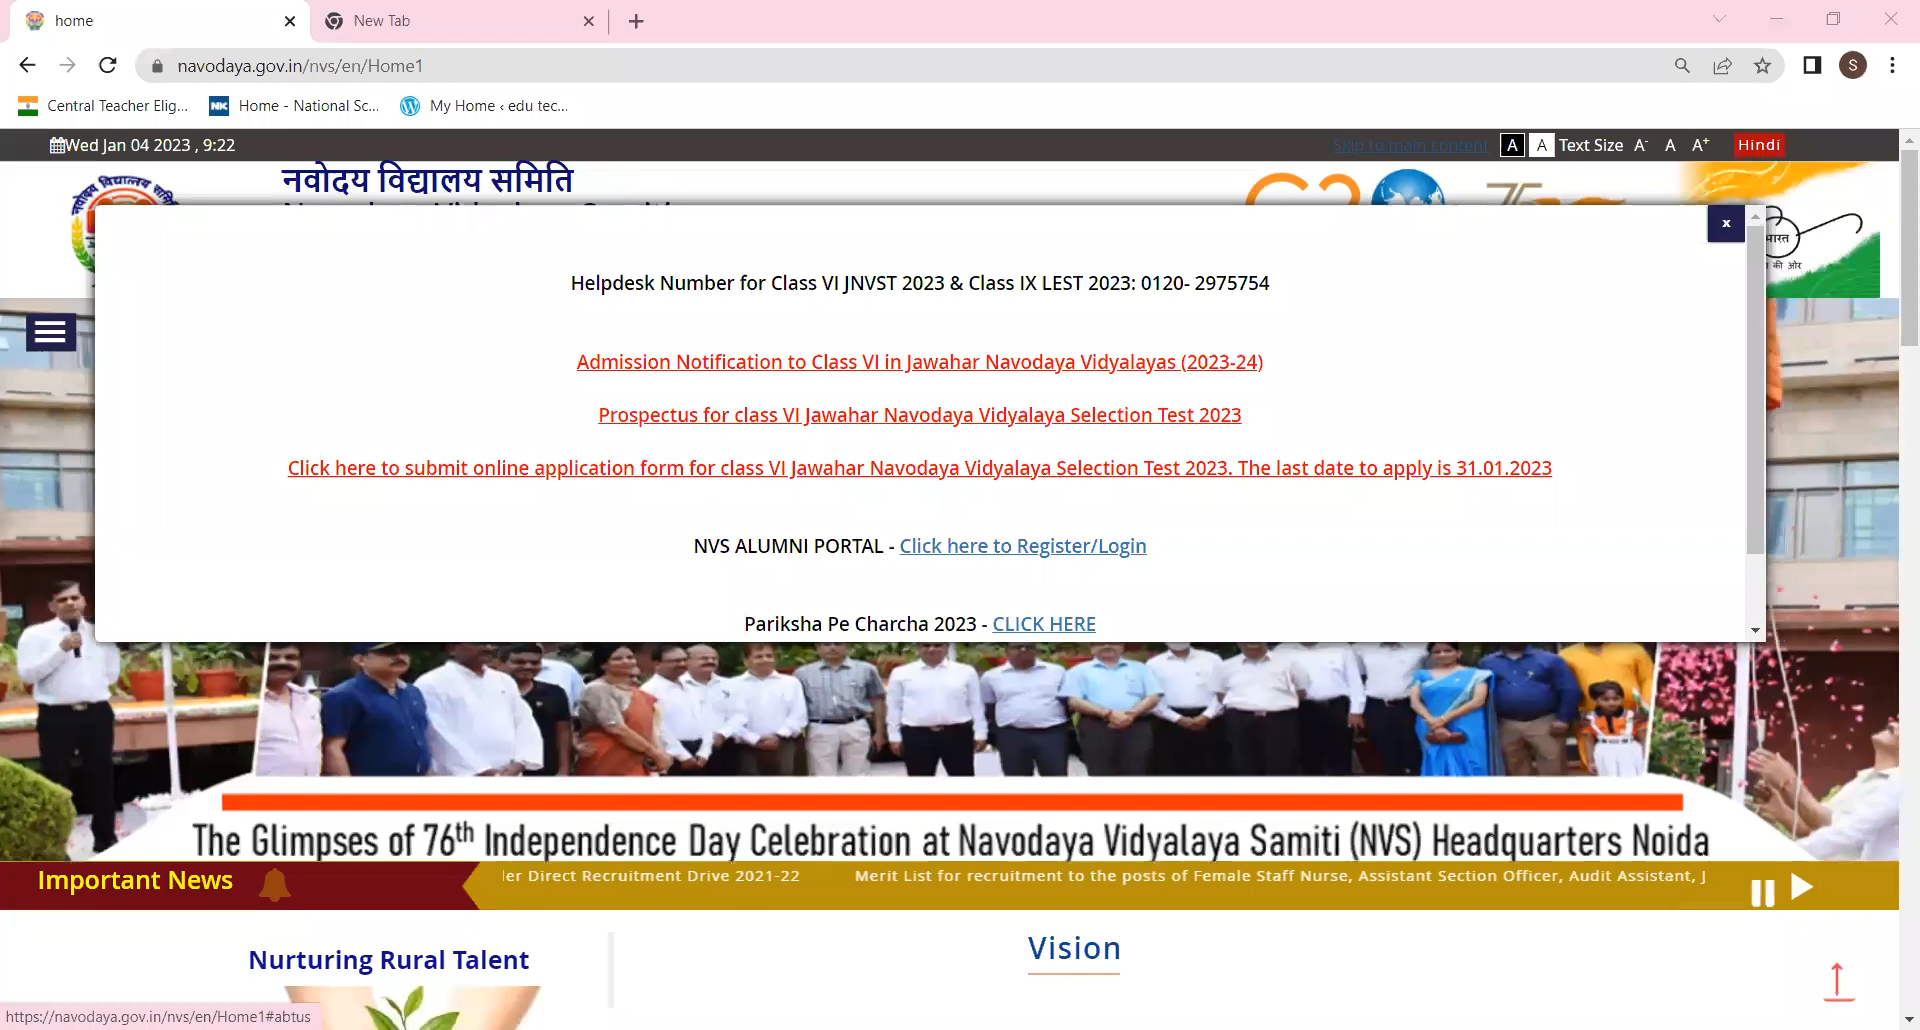 home
New Tab
navodaya.gov.in/nvs/en/Home1
S
Central Teacher Elig...
NK Home - National Sc...
My Home ‹ edu tec...
Wed Jan 04 2023 , 9:22
Skip to main content
A A Text Size A- A A+
Hindi
नवोदय विद्यालय समिति
x
Helpdesk Number for Class VI JNVST 2023 & Class IX LEST 2023: 0120- 2975754
Admission Notification to Class VI in Jawahar Navodaya Vidyalayas (2023-24)
Prospectus for class VI Jawahar Navodaya Vidyalaya Selection Test 2023
Click here to submit online application form for class VI Jawahar Navodaya Vidyalaya Selection Test 2023. The last date to apply is 31.01.2023
NVS ALUMNI PORTAL - Click here to Register/Login
Pariksha Pe Charcha 2023 - CLICK HERE
की ओर
The Glimpses of 76th Independence Day Celebration at Navodaya Vidyalaya Samiti (NVS) Headquarters Noida
Important News
er Direct Recruitment Drive 2021-22 Merit List for recruitment to the posts of Female Staff Nurse, Assistant Section Officer, Audit Assistant, J
Nurturing Rural Talent
Vision
https://navodaya.gov.in/nvs/en/Home1#abtus